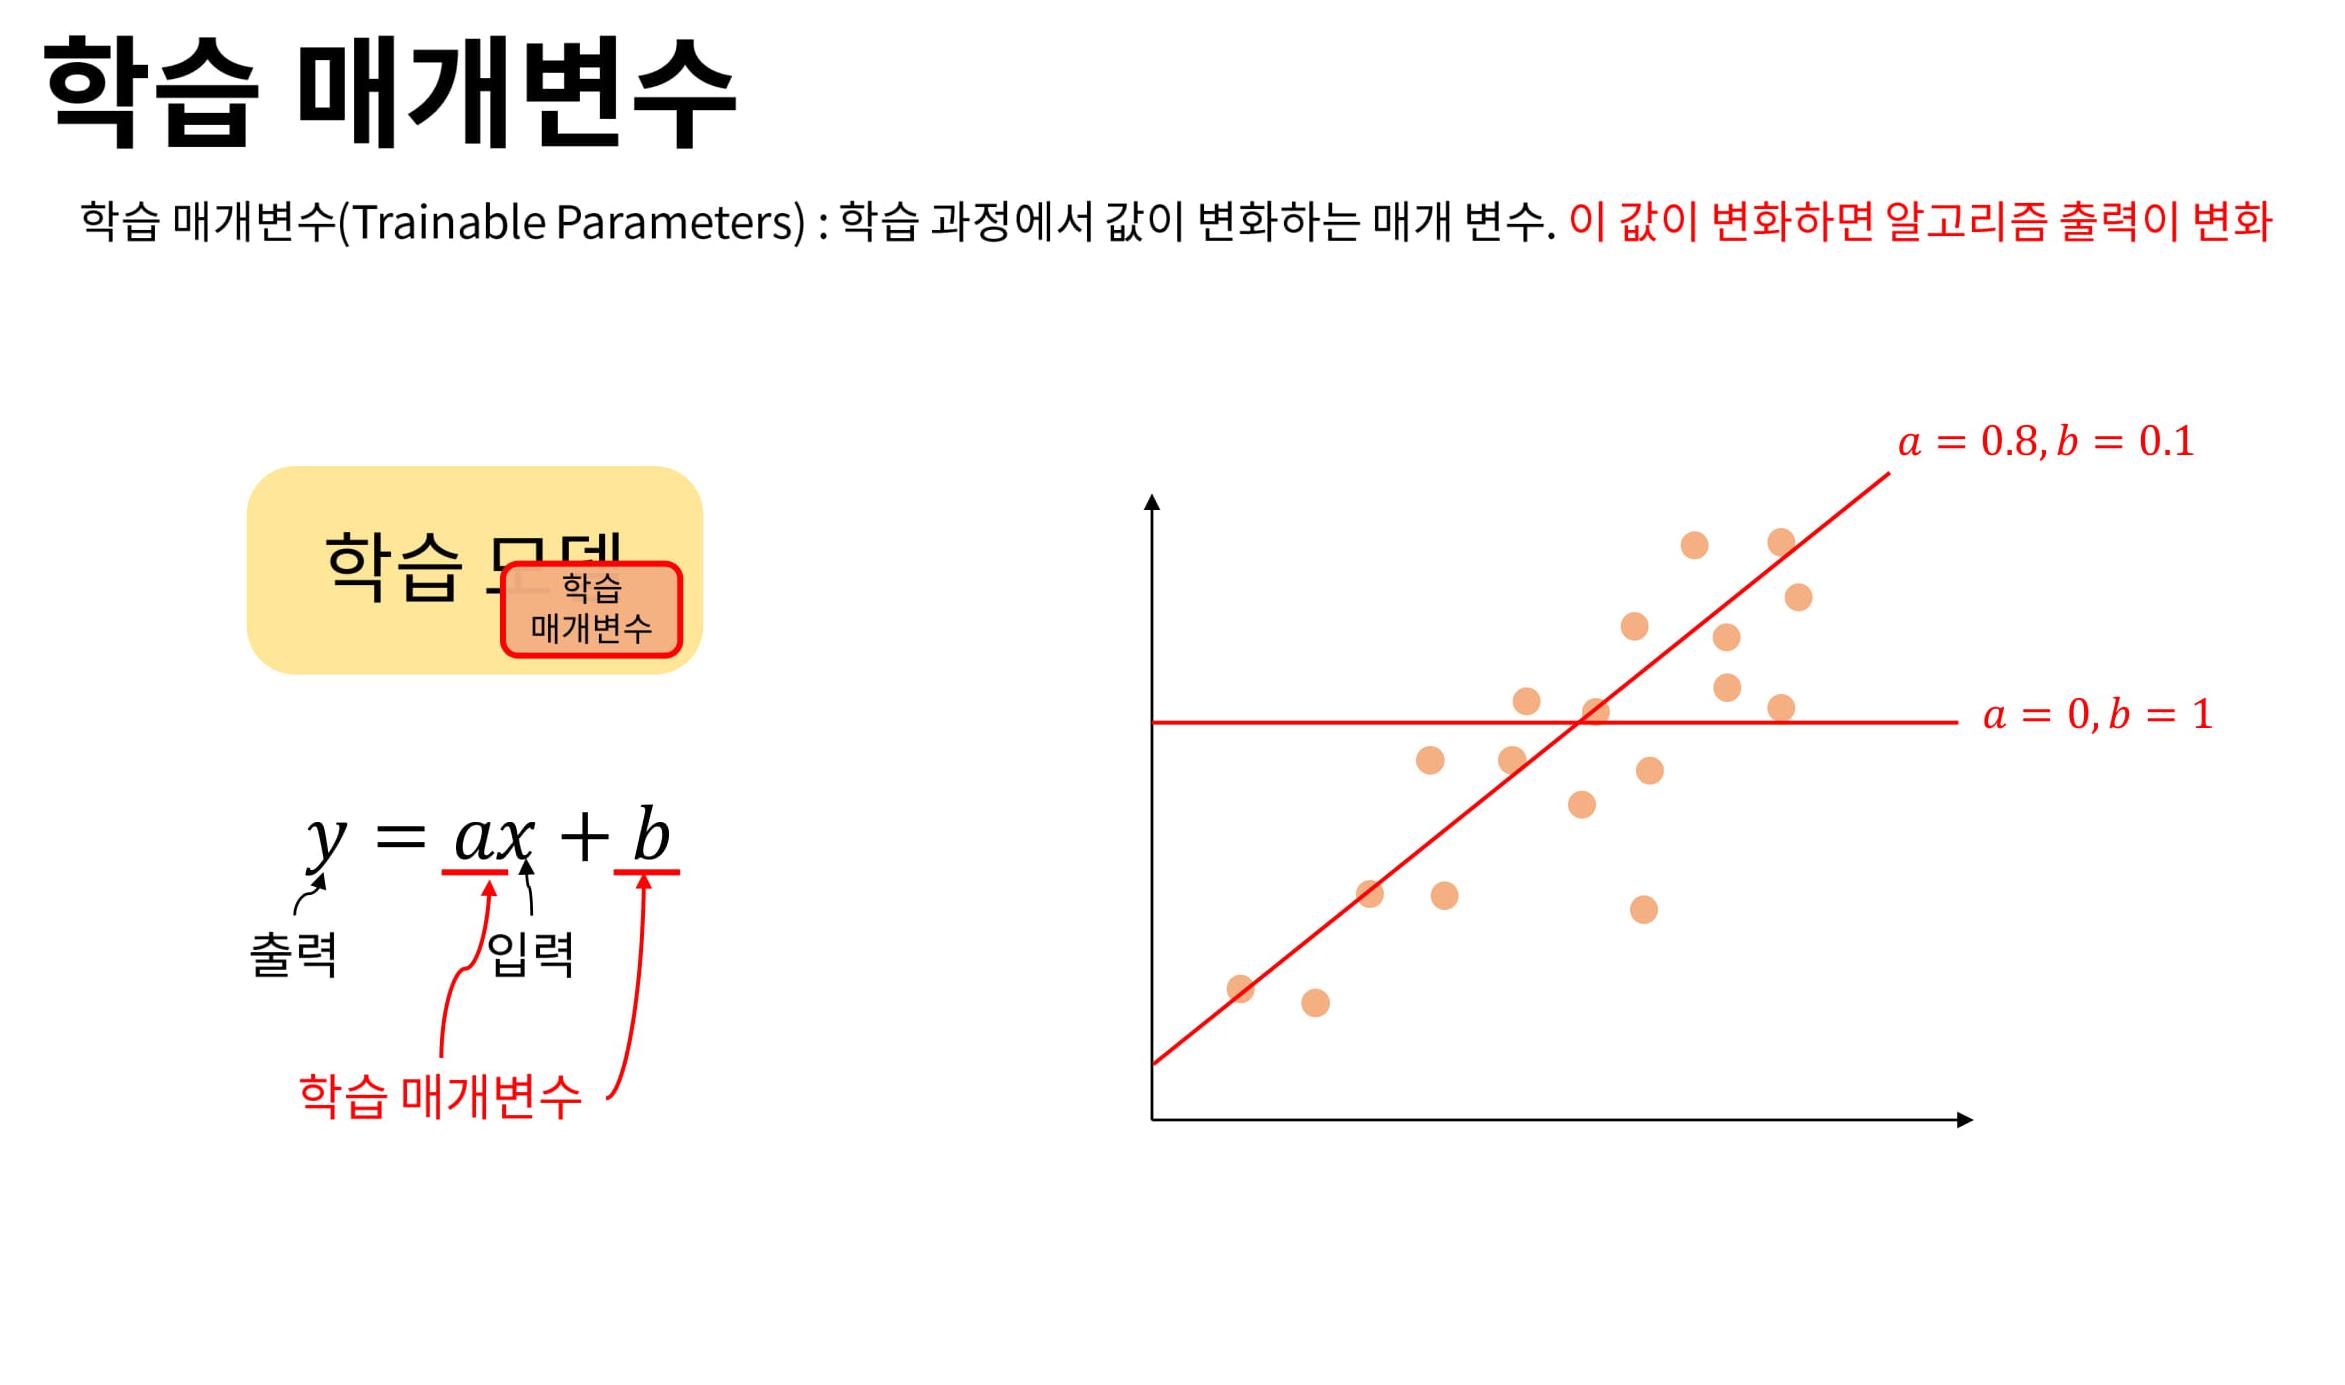 학습 매개변수
학습 매개변수(Trainable Parameters) : 학습 과정에서 값이 변화하는 매개 변수. 이 값이 변화하면 알고리즘 출력이 변화
학습 모델
학습
매개변수
y = ax + b
출력
입력
학습 매개변수
a = 0.8, b = 0.1
a = 0, b = 1